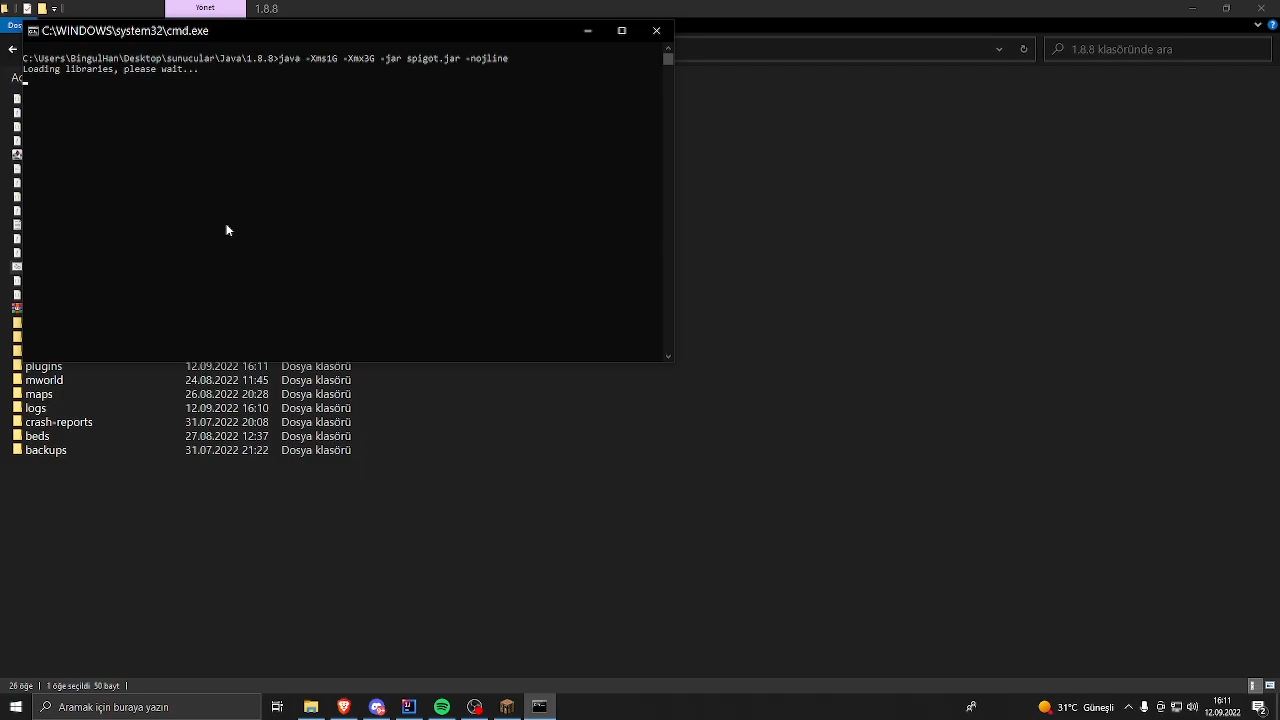 Yönet
1.8.8
C:\WINDOWS\system32\cmd.exe
C:\Users\BingulHan\Desktop\sunucular\Java\1.8.8>java -Xms1G -Xmx3G -jar spigot.jar -nojline
Loading libraries, please wait...
1.8.8 klasöründe ara
plugins 12.09.2022 16:11 Dosya klasörü
mworld 24.08.2022 11:45 Dosya klasörü
maps 26.08.2022 20:28 Dosya klasörü
logs 12.09.2022 16:10 Dosya klasörü
crash-reports 31.07.2022 20:08 Dosya klasörü
beds 27.08.2022 12:37 Dosya klasörü
backups 31.07.2022 21:22 Dosya klasörü
26 öğe 1 öğe seçildi 50 bayt
Aramak için buraya yazın
31°C Güneşli
16:11
12.09.2022